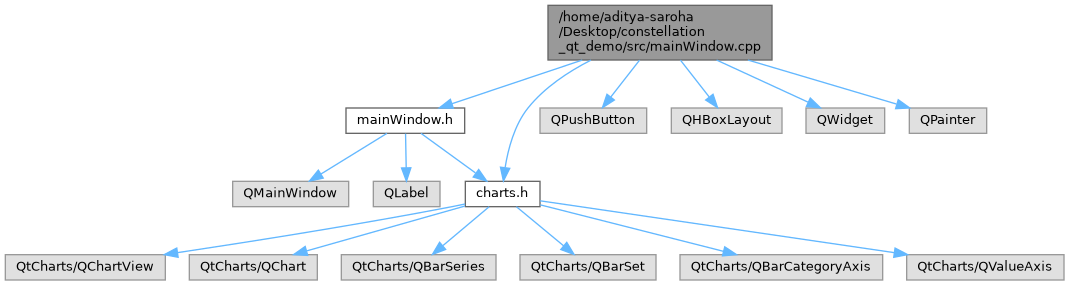 /home/aditya-saroha
/Desktop/constellation
_qt_demo/src/mainWindow.cpp
mainWindow.h
QPushButton
QHBoxLayout
QWidget
QPainter
QMainWindow
QLabel
charts.h
QtCharts/QChartView
QtCharts/QChart
QtCharts/QBarSeries
QtCharts/QBarSet
QtCharts/QBarCategoryAxis
QtCharts/QValueAxis